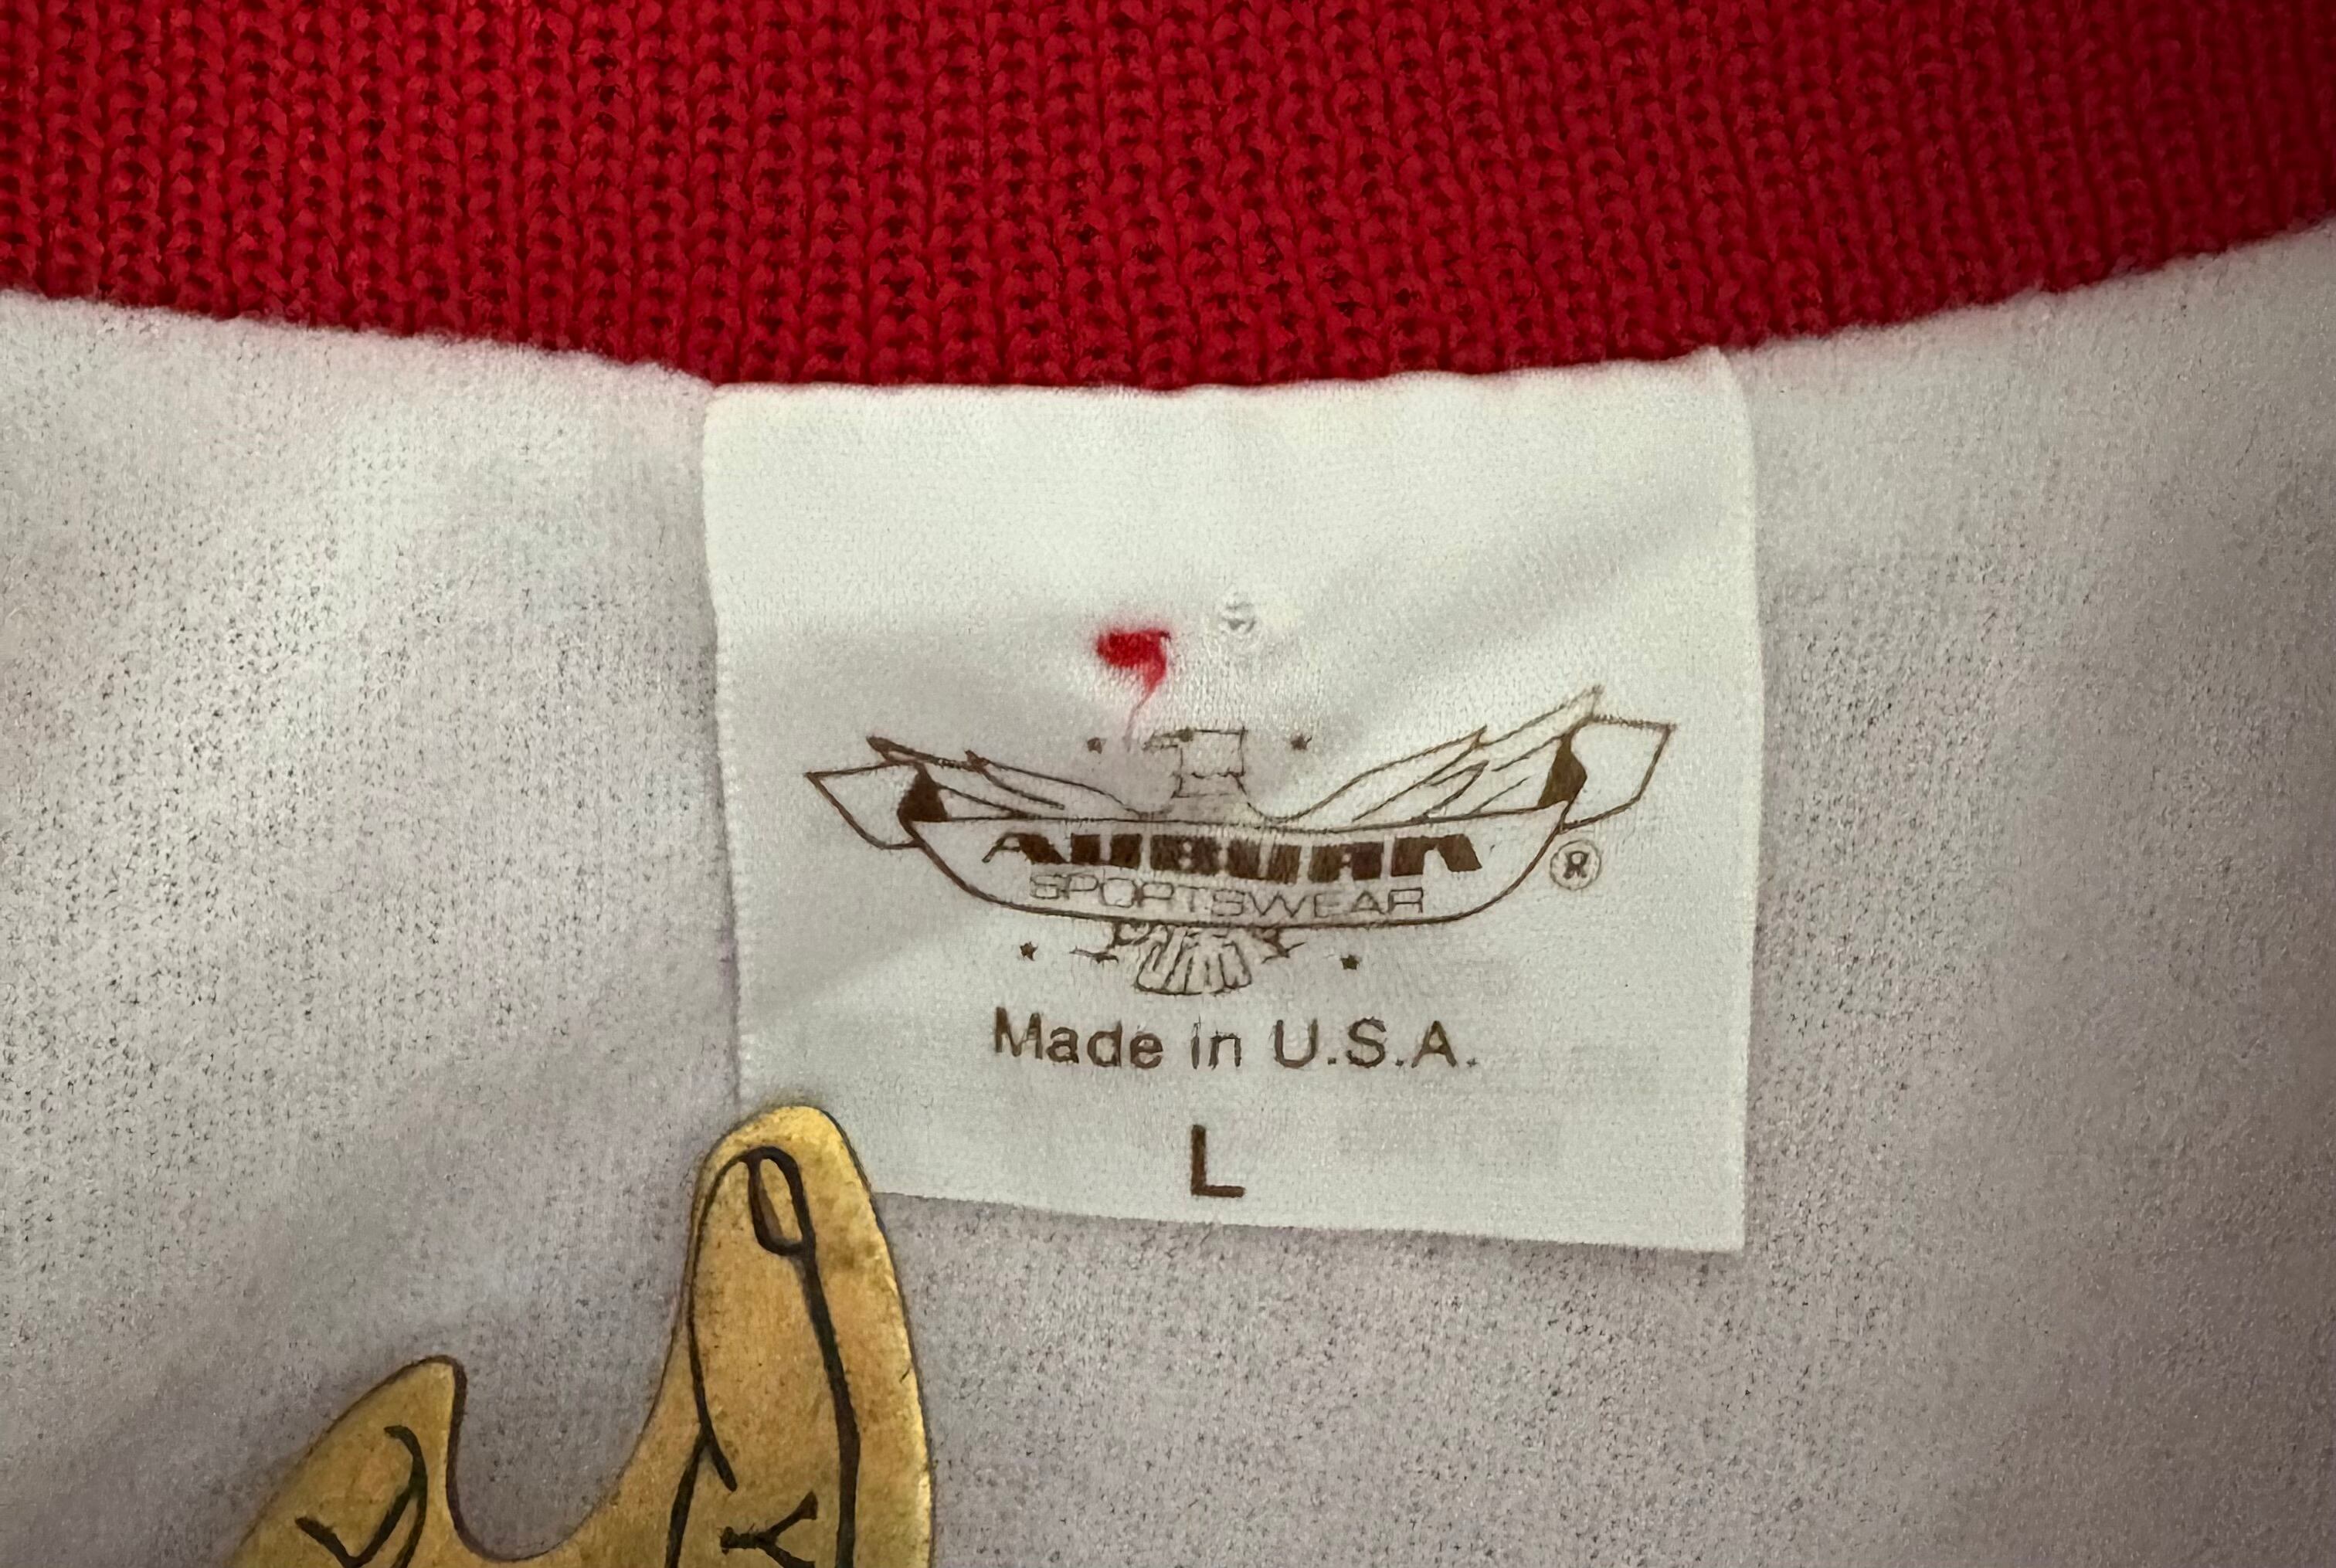 AUBURN
SPORTSWEAR
®
Made in U.S.A.
L